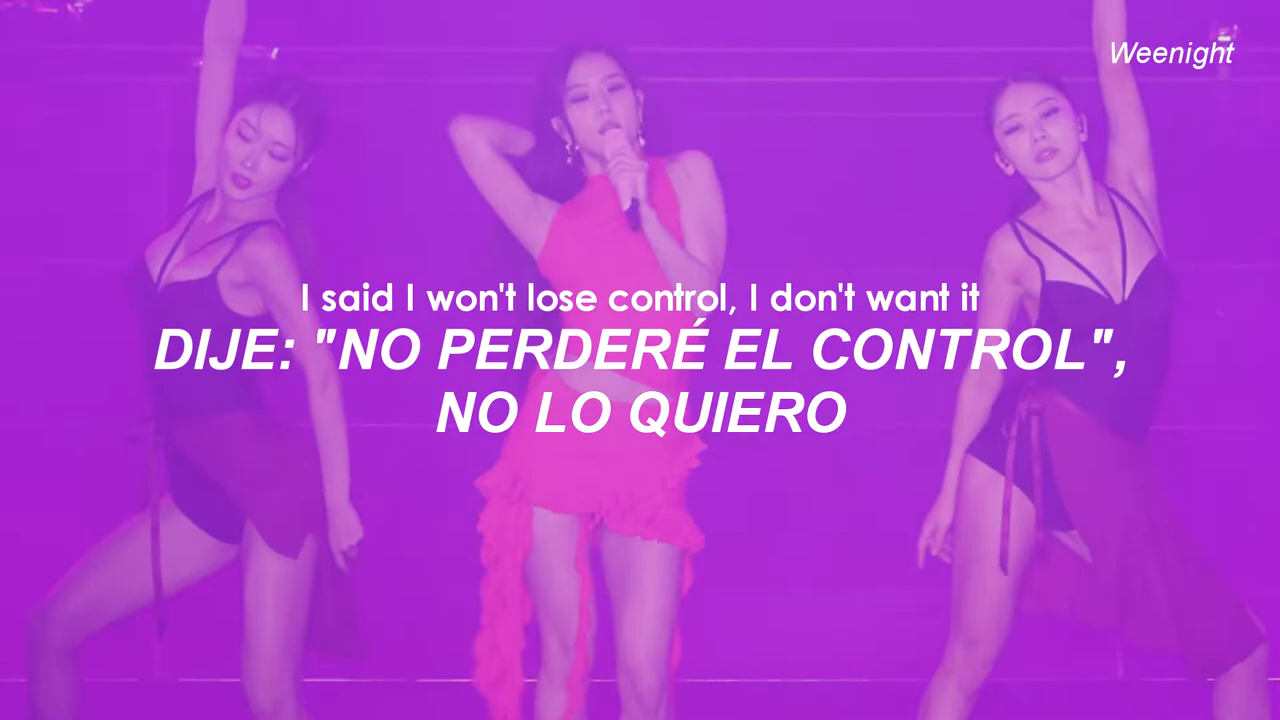 Weenight
I said I won't lose control, I don't want it
DIJE: "NO PERDERÉ EL CONTROL",
NO LO QUIERO